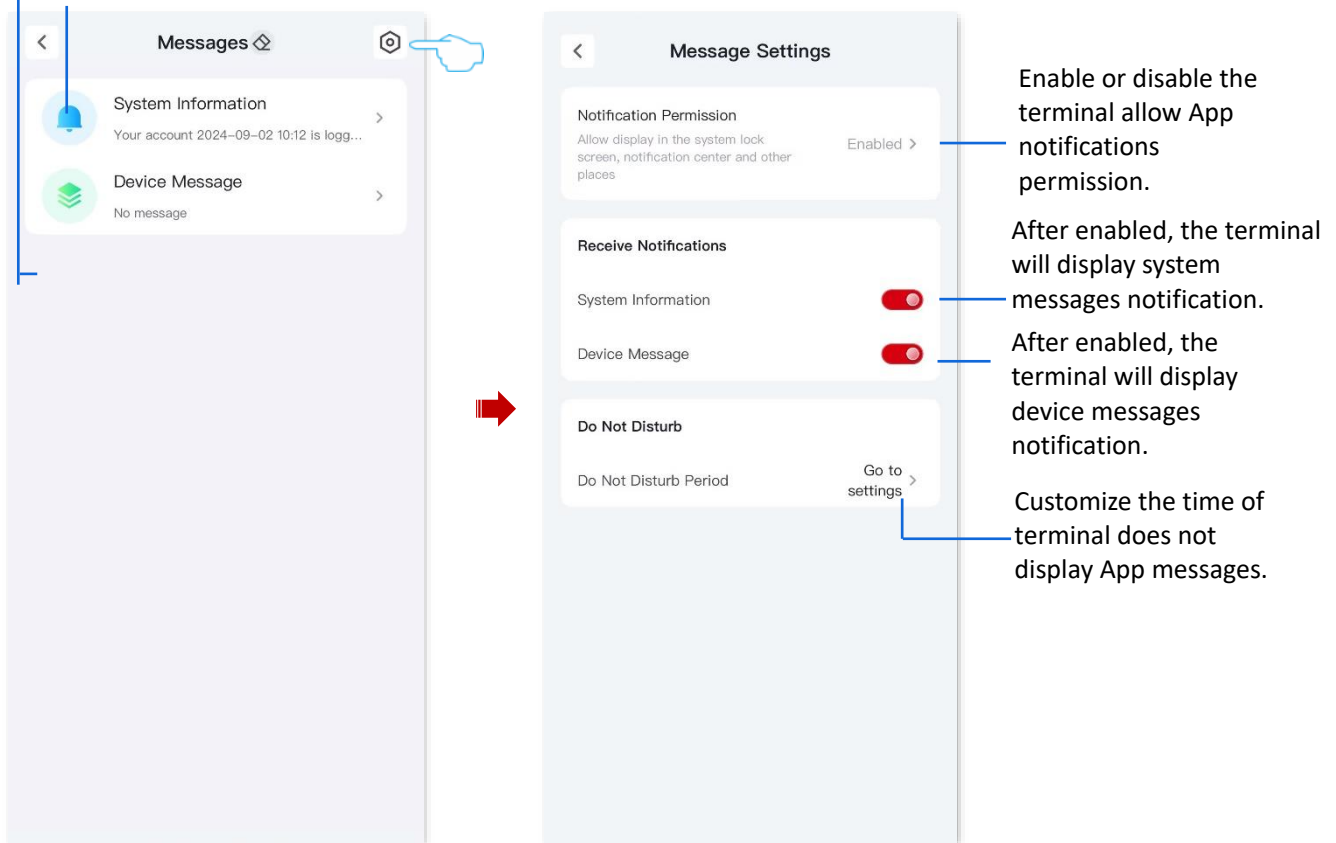 Messages
System Information
Your account 2024-09-02 10:12 is logg...
Device Message
No message
Message Settings
Notification Permission
Allow display in the system lock
screen, notification center and other
places
Enabled
Receive Notifications
System Information
Device Message
Do Not Disturb
Do Not Disturb Period
Go to
settings
Enable or disable the
terminal allow App
notifications
permission.
After enabled, the terminal
will display system
messages notification.
After enabled, the
terminal will display
device messages
notification.
Customize the time of
terminal does not
display App messages.